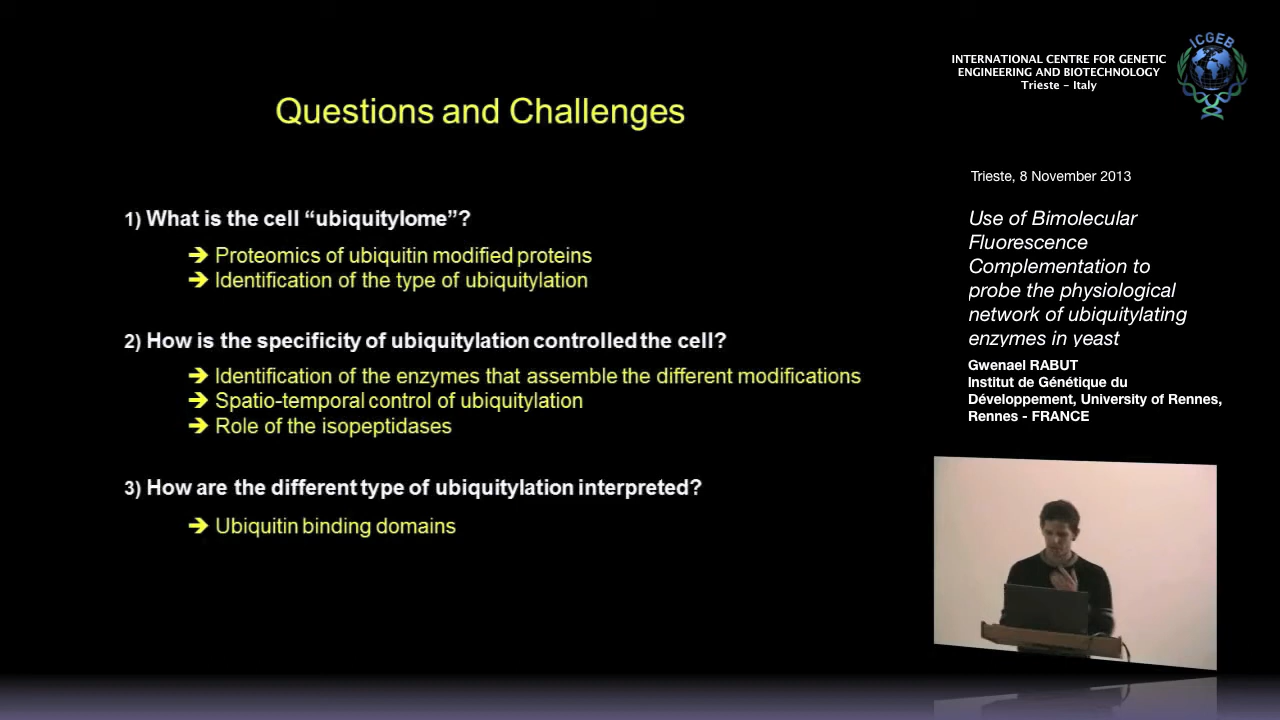 Questions and Challenges
1) What is the cell “ubiquitylome”?
➔ Proteomics of ubiquitin modified proteins
➔ Identification of the type of ubiquitylation
2) How is the specificity of ubiquitylation controlled the cell?
➔ Identification of the enzymes that assemble the different modifications
➔ Spatio-temporal control of ubiquitylation
➔ Role of the isopeptidases
3) How are the different type of ubiquitylation interpreted?
➔ Ubiquitin binding domains
INTERNATIONAL CENTRE FOR GENETIC
ENGINEERING AND BIOTECHNOLOGY
Trieste - Italy
ICGEB
Trieste, 8 November 2013
Use of Bimolecular
Fluorescence
Complementation to
probe the physiological
network of ubiquitylating
enzymes in yeast
Gwenael RABUT
Institut de Génétique du
Développement, University of Rennes,
Rennes - FRANCE